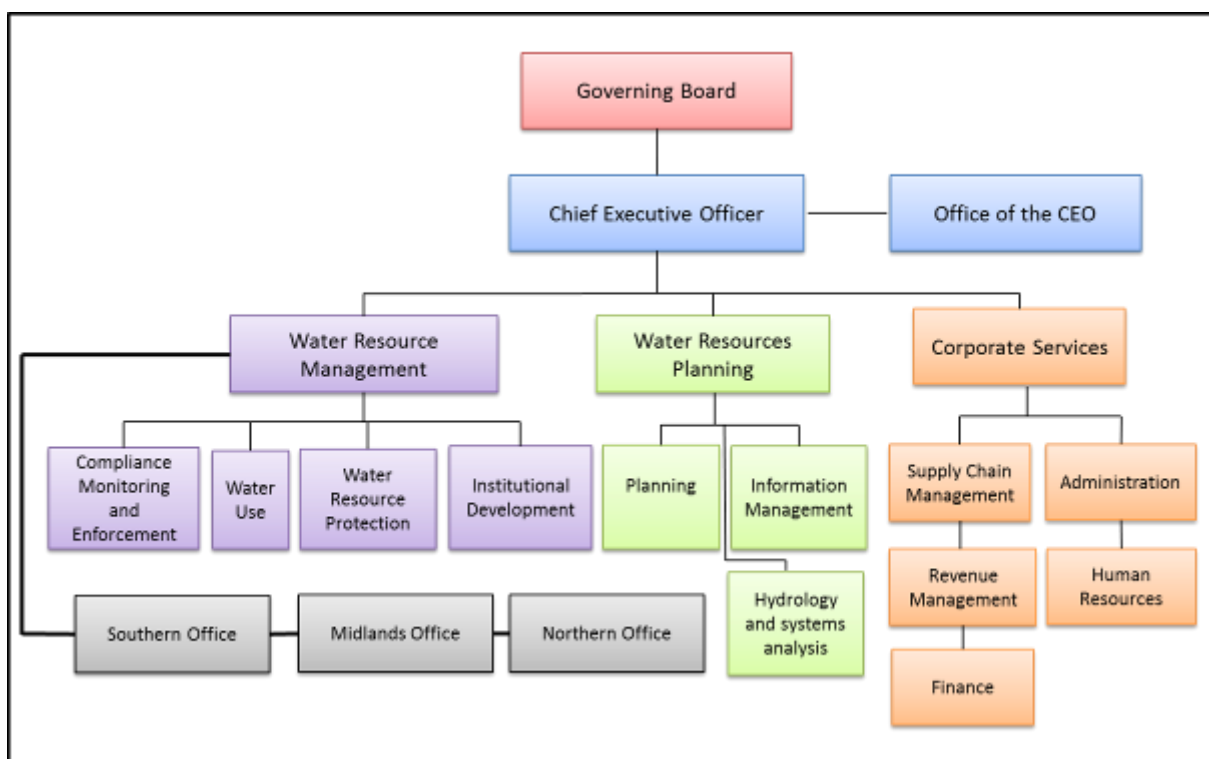 Governing Board
Chief Executive Officer
Office of the CEO
Water Resource
Management
Water Resources
Planning
Corporate Services
Compliance
Monitoring
and
Enforcement
Water
Use
Water
Resource
Protection
Institutional
Development
Planning
Information
Management
Supply Chain
Management
Administration
Hydrology
and systems
analysis
Revenue
Management
Human
Resources
Southern Office
Midlands Office
Northern Office
Finance